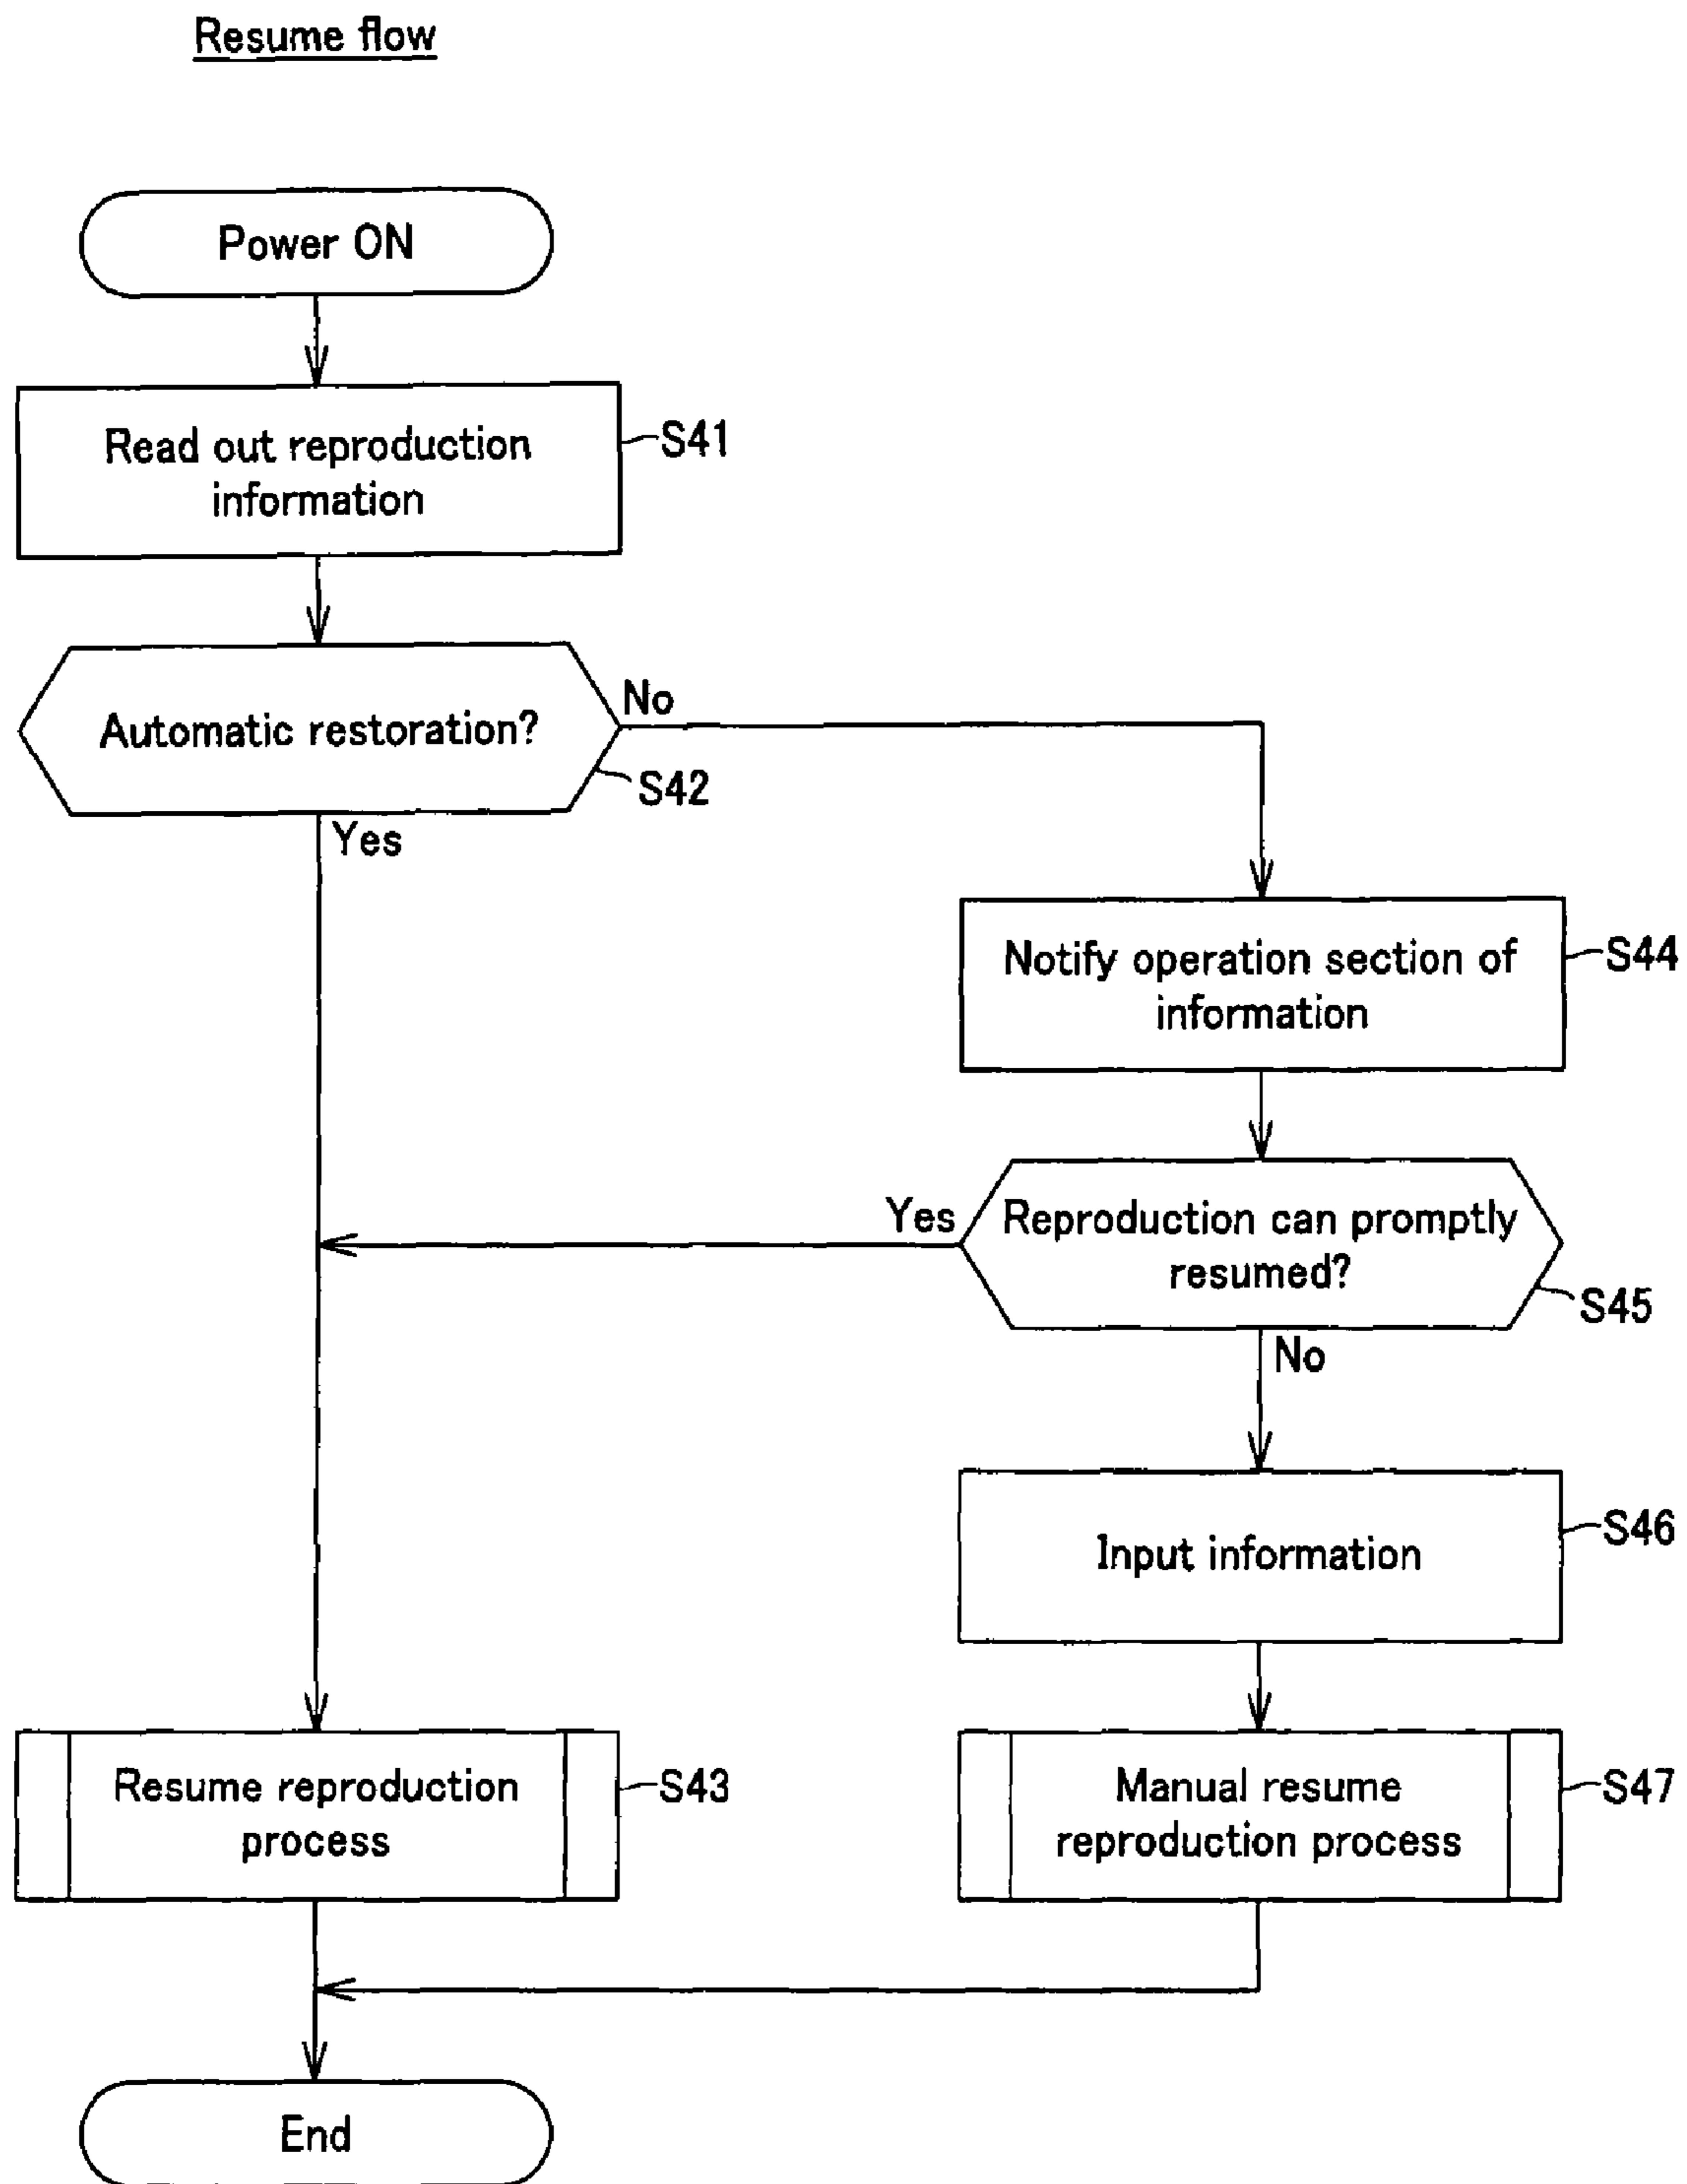 Resume flow
Power ON
Read out reproduction
information
S41
Automatic restoration?
No
S42
Yes
Notify operation section of
information
S44
Yes
Reproduction can promptly
resumed?
S45
No
Input information
S46
Resume reproduction
process
S43
Manual resume
reproduction process
S47
End